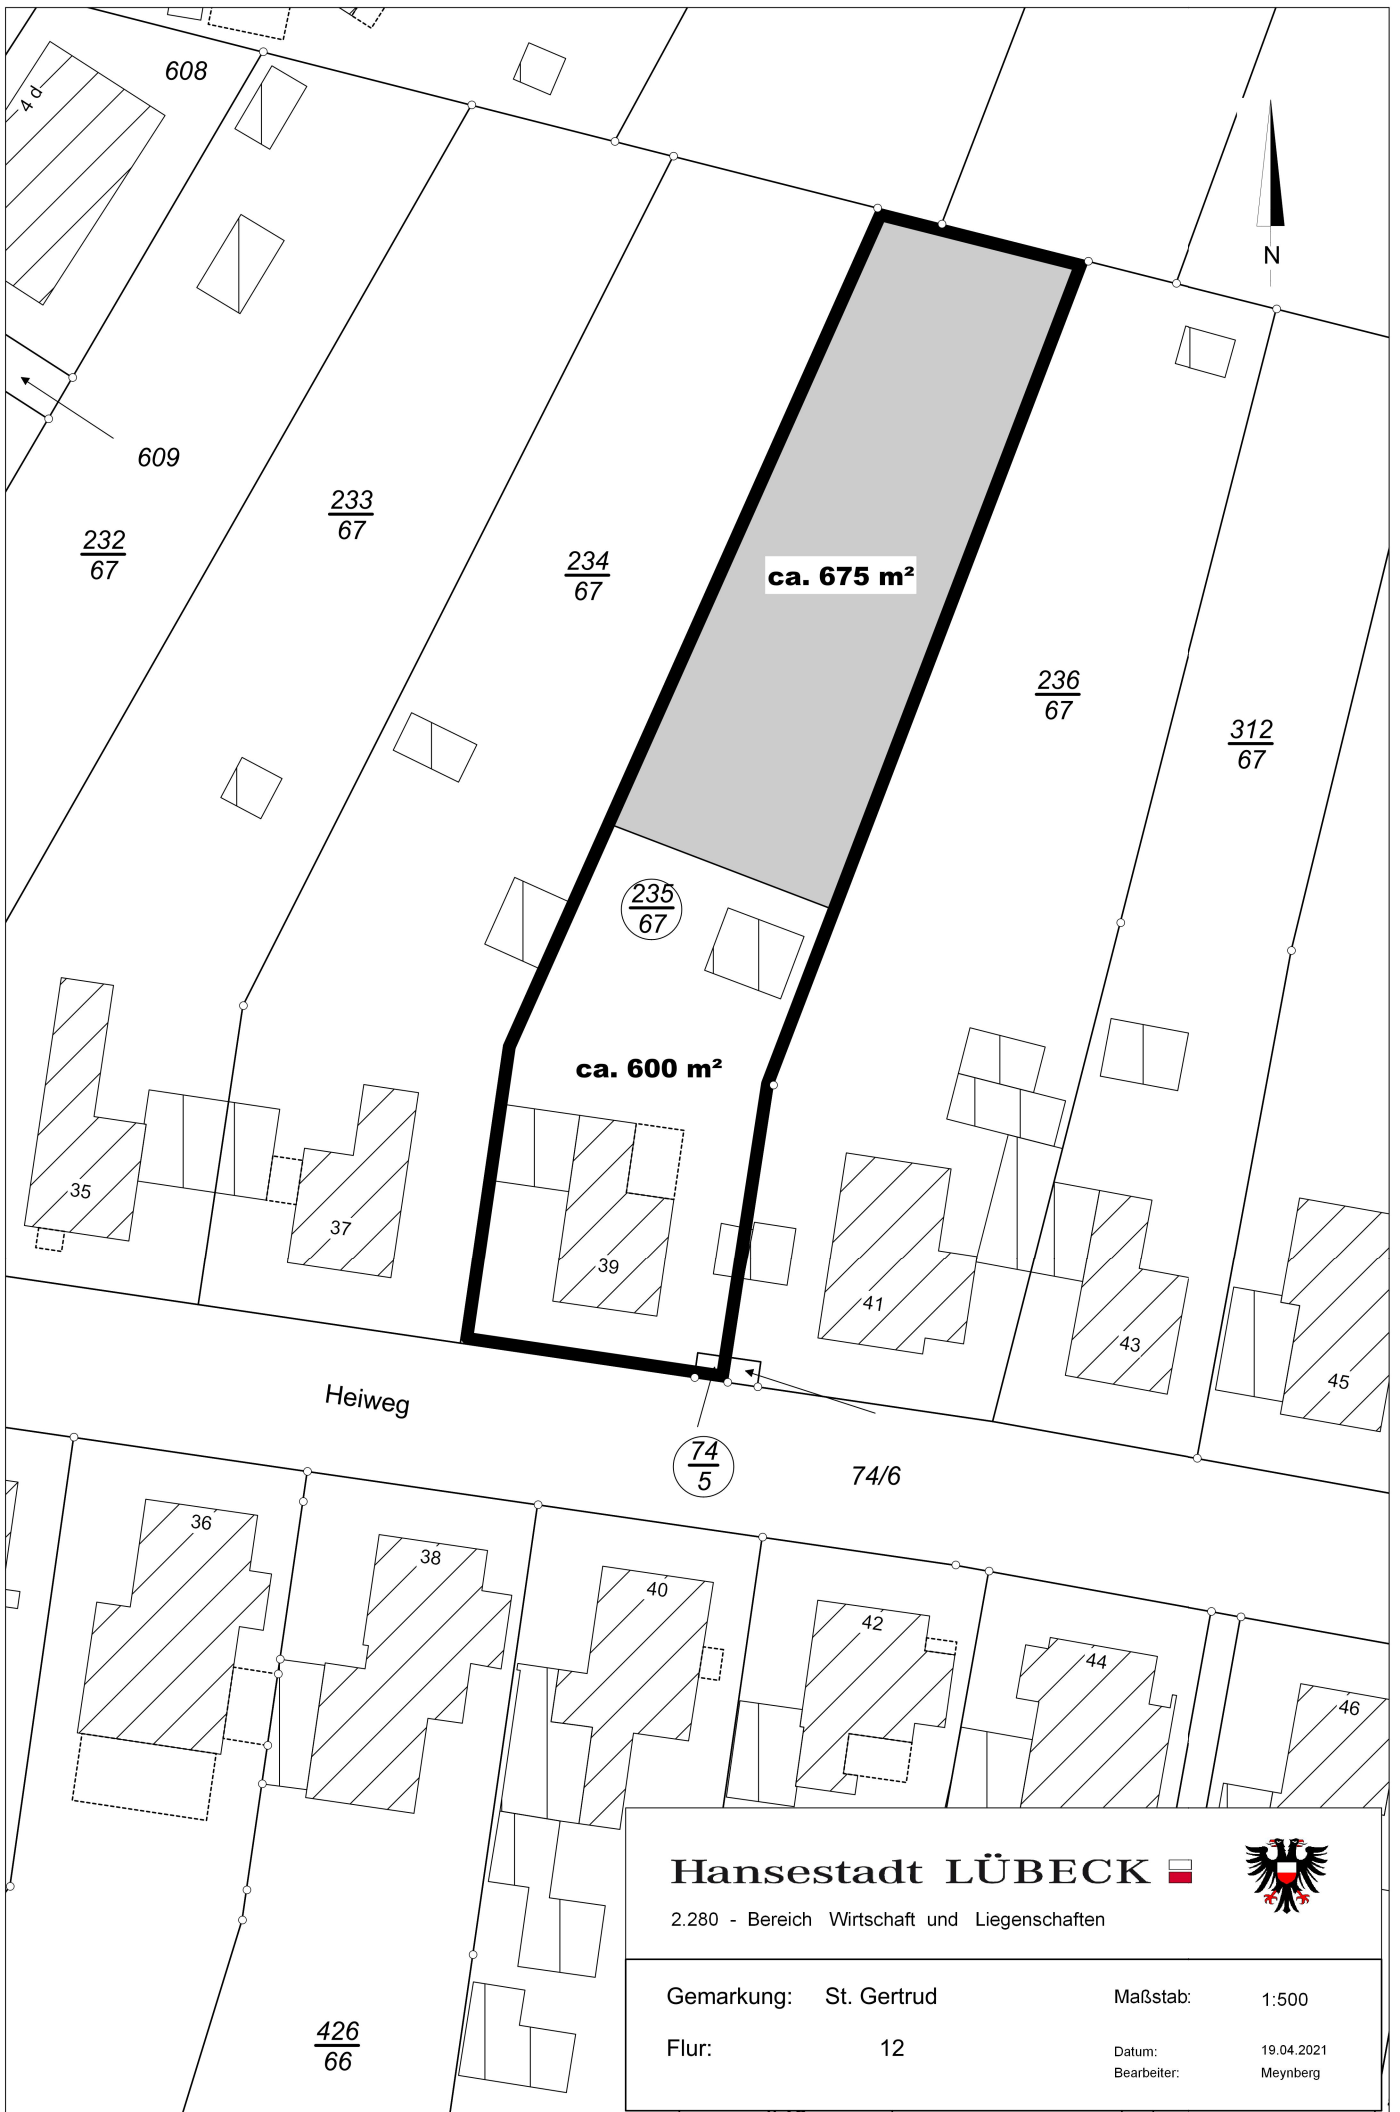 608
4 d
N
609
233
67
232
67
234
67
ca. 675 m²
236
67
312
67
235
67
ca. 600 m²
35
37
39
41
43
45
Heiweg
74
5
74/6
36
38
40
42
44
46
426
66
Hansestadt LÜBECK
2.280 - Bereich Wirtschaft und Liegenschaften
Gemarkung: St. Gertrud
Maßstab: 1:500
Flur: 12
Datum: 19.04.2021
Bearbeiter: Meynberg